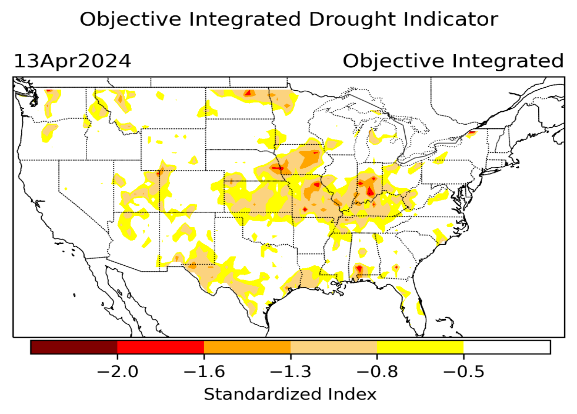 Objective Integrated Drought Indicator
13Apr2024 Objective Integrated
−2.0 −1.6 −1.3 −0.8 −0.5
Standardized Index